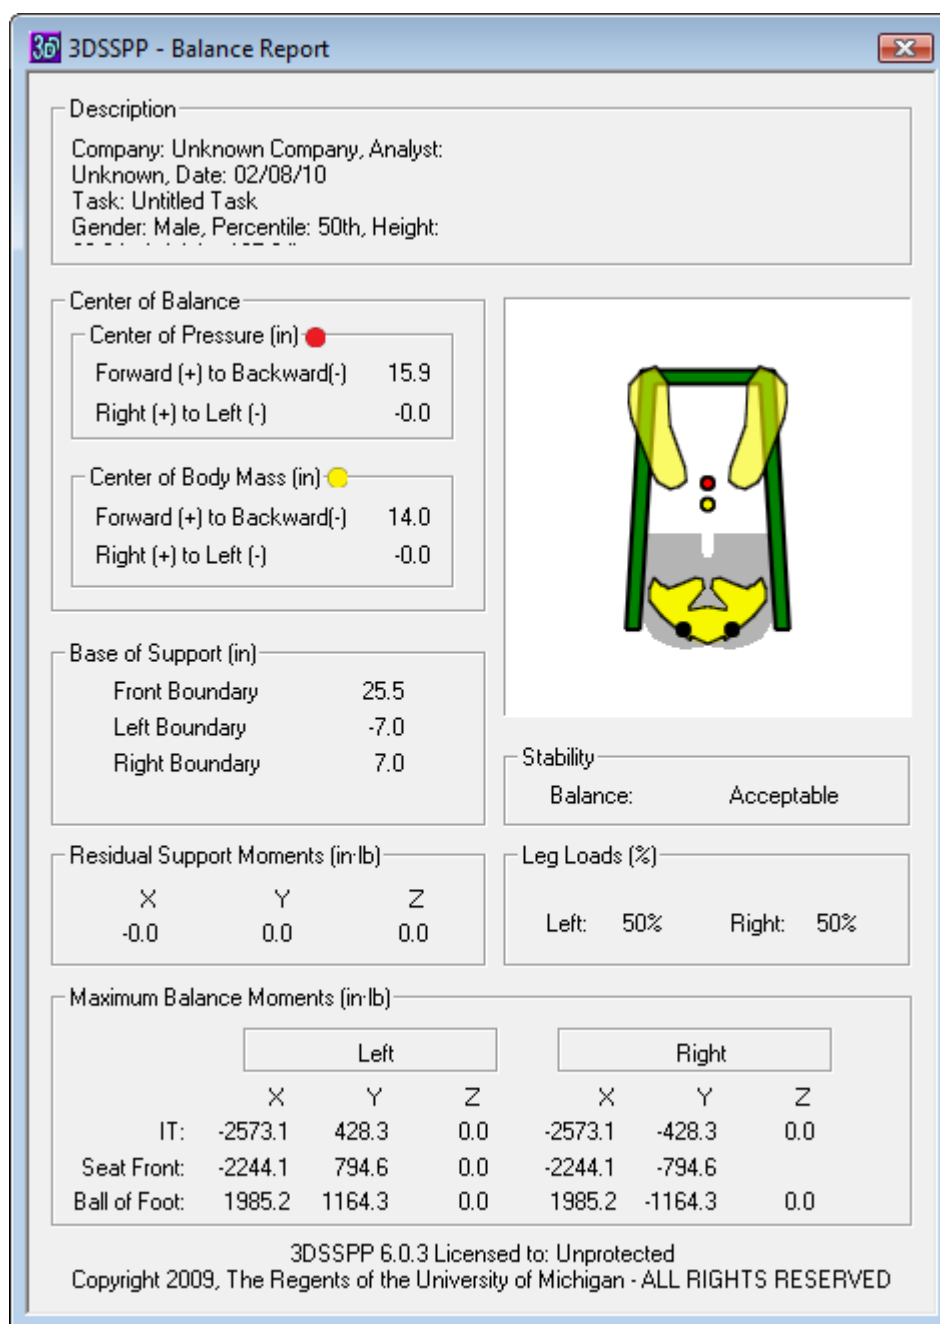 3D 3DSSPP - Balance Report
Description
Company: Unknown Company, Analyst:
Unknown, Date: 02/08/10
Task: Untitled Task
Gender: Male, Percentile: 50th, Height:
Center of Balance
Center of Pressure (in)
Forward (+) to Backward(-) 15.9
Right (+) to Left (-) -0.0
Center of Body Mass (in)
Forward (+) to Backward(-) 14.0
Right (+) to Left (-) -0.0
Base of Support (in)
Front Boundary 25.5
Left Boundary -7.0
Right Boundary 7.0
Stability
Balance: Acceptable
Residual Support Moments (in·lb)
X Y Z
-0.0 0.0 0.0
Leg Loads (%)
Left: 50% Right: 50%
Maximum Balance Moments (in·lb)
Left Right
X Y Z X Y Z
IT: -2573.1 428.3 0.0 -2573.1 -428.3 0.0
Seat Front: -2244.1 794.6 0.0 -2244.1 -794.6
Ball of Foot: 1985.2 1164.3 0.0 1985.2 -1164.3 0.0
3DSSPP 6.0.3 Licensed to: Unprotected
Copyright 2009, The Regents of the University of Michigan - ALL RIGHTS RESERVED